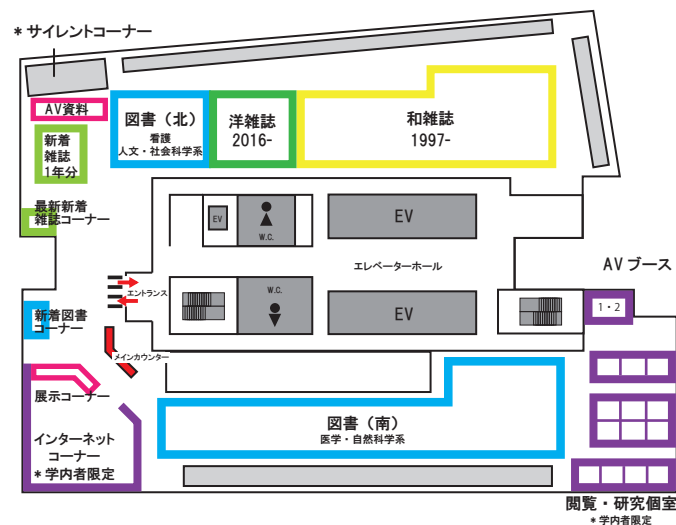 * サイレントコーナー
AV資料
図書（北）
看護
人文・社会科学系
洋雑誌
2016-
和雑誌
1997-
新着
雑誌
1年分
最新新着
雑誌コーナー
EV
W.C.
EV
エレベーターホール
AV ブース
エントランス
W.C.
EV
1・2
新着図書
コーナー
メインカウンター
展示コーナー
図書（南）
医学・自然科学系
インターネット
コーナー
* 学内者限定
閲覧・研究個室
* 学内者限定